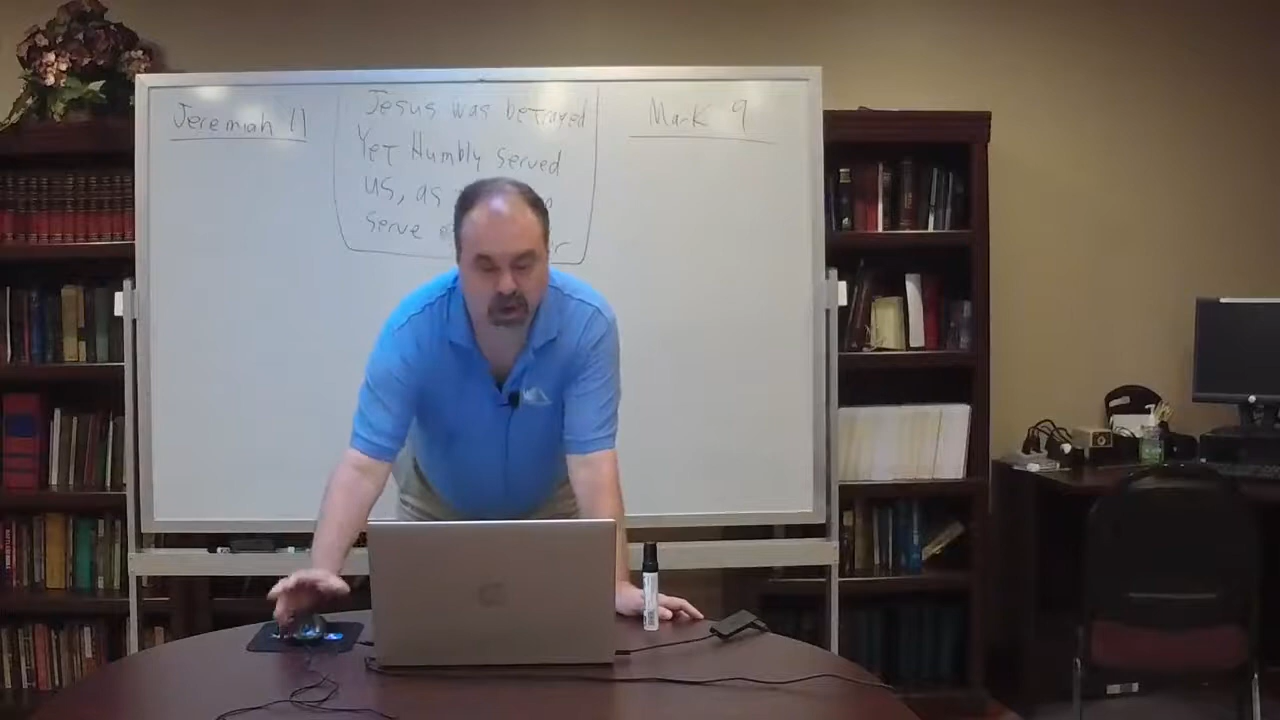 Jeremiah 11
Jesus was betrayed
Yet Humbly served
us, as
serve
Mark 9